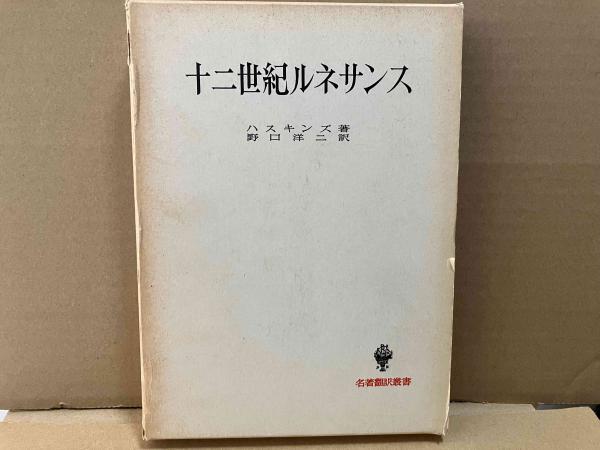 十二世紀ルネサンス
ハスキンズ著
野口洋二訳
名著翻訳叢書